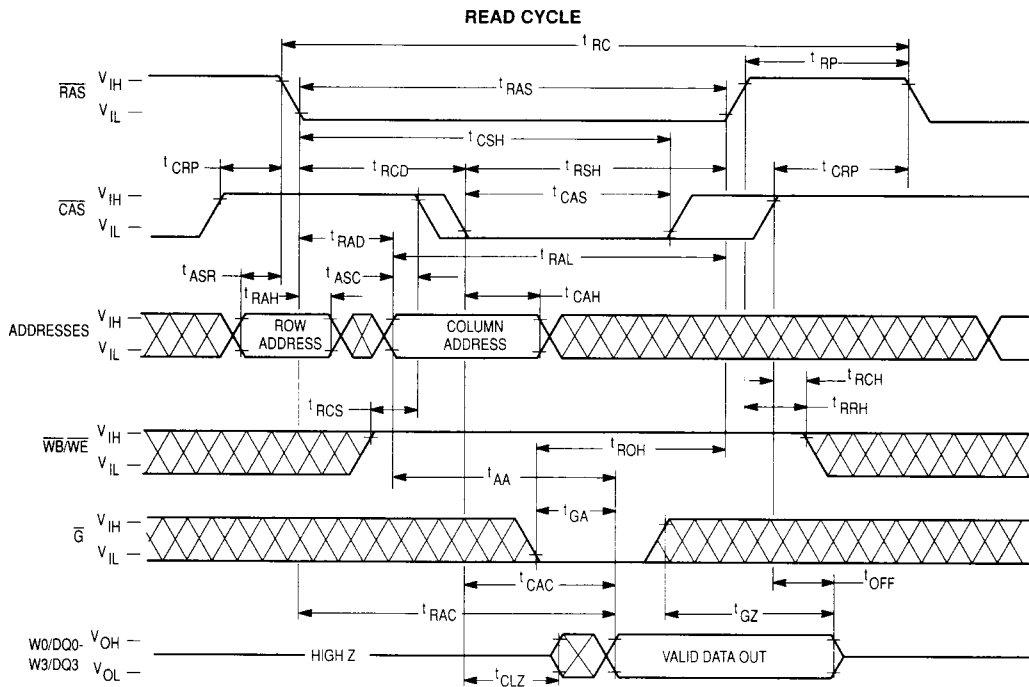 READ CYCLE
t RC
t RP
RAS
V IH
V IL
t RAS
t CSH
t CRP
t RCD
t RSH
t CRP
CAS
V IH
V IL
t CAS
t RAD
t RAL
t ASR
t ASC
t RAH
t CAH
ADDRESSES
V IH
V IL
ROW
ADDRESS
COLUMN
ADDRESS
t RCH
t RCS
t RRH
WB/WE
V IH
V IL
t ROH
t AA
t GA
G
V IH
V IL
t CAC
t OFF
t RAC
t GZ
W0/DQ0-
W3/DQ3
V OH
V OL
HIGH Z
VALID DATA OUT
t CLZ